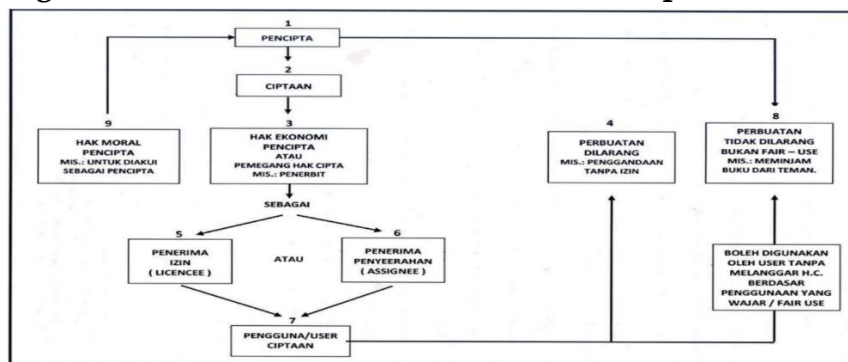 1
PENCIPTA
2
CIPTAAN
9
HAK MORAL
PENCIPTA
MIS.: UNTUK DIAKUI
SEBAGAI PENCIPTA
3
HAK EKONOMI
PENCIPTA
ATAU
PEMEGANG HAK CIPTA
MIS.: PENERBIT
4
PERBUATAN
DILARANG
MIS.: PENGGANDAAN
TANPA IZIN
8
PERBUATAN
TIDAK DILARANG
BUKAN FAIR – USE
MIS.: MEMINJAM
BUKU DARI TEMAN.
SEBAGAI
5
PENERIMA
IZIN
( LICENCEE )
ATAU
6
PENERIMA
PENYEERAHAN
( ASSIGNEE )
BOLEH DIGUNAKAN
OLEH USER TANPA
MELANGGAR H.C.
BERDASAR
PENGGUNAAN YANG
WAJAR / FAIR USE
7
PENGGUNA/USER
CIPTAAN